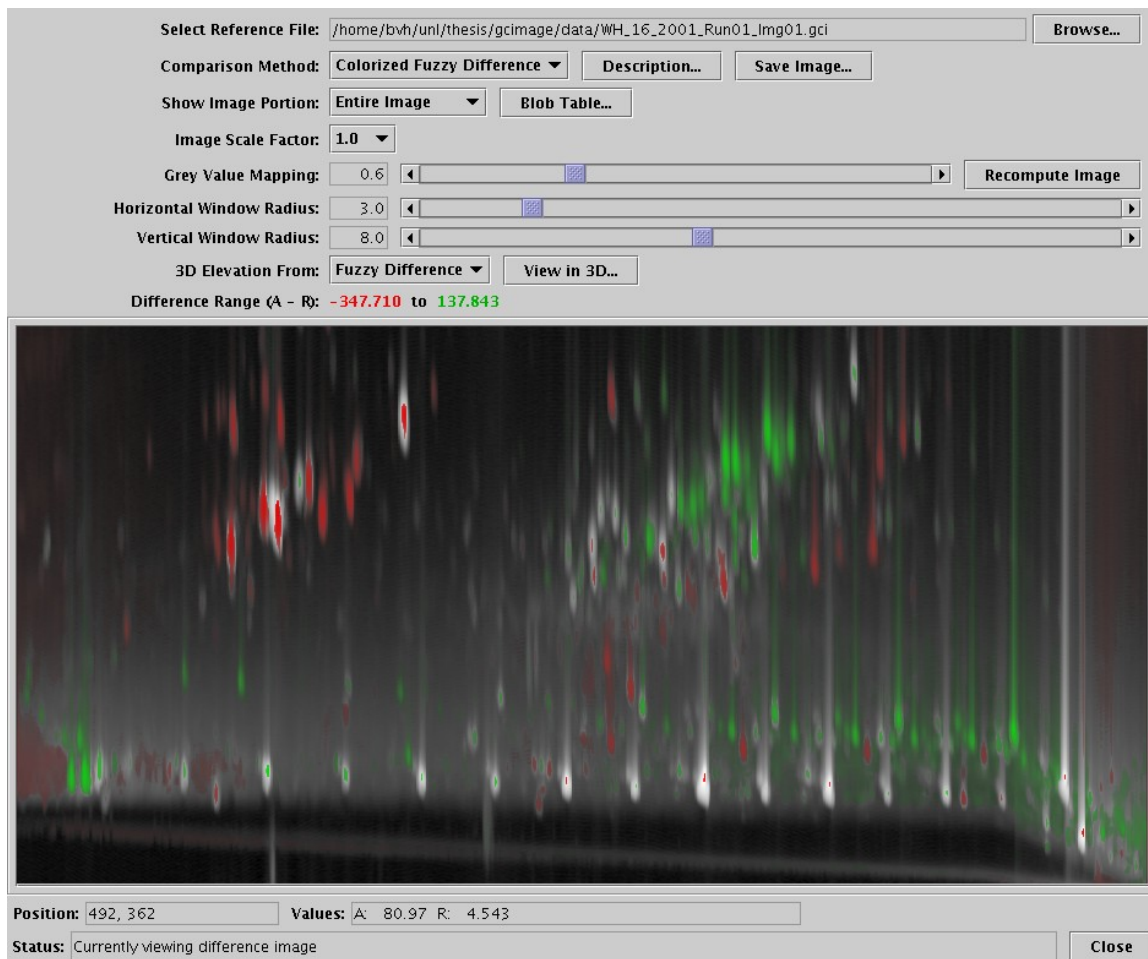 Select Reference File: /home/bvh/unl/thesis/gcimage/data/WH_16_2001_Run01_Img01.gci Browse...
Comparison Method: Colorized Fuzzy Difference Description... Save Image...
Show Image Portion: Entire Image Blob Table...
Image Scale Factor: 1.0
Grey Value Mapping: 0.6 Recompute Image
Horizontal Window Radius: 3.0
Vertical Window Radius: 8.0
3D Elevation From: Fuzzy Difference View in 3D...
Difference Range (A - R): -347.710 to 137.843
Position: 492, 362 Values: A: 80.97 R: 4.543
Status: Currently viewing difference image Close